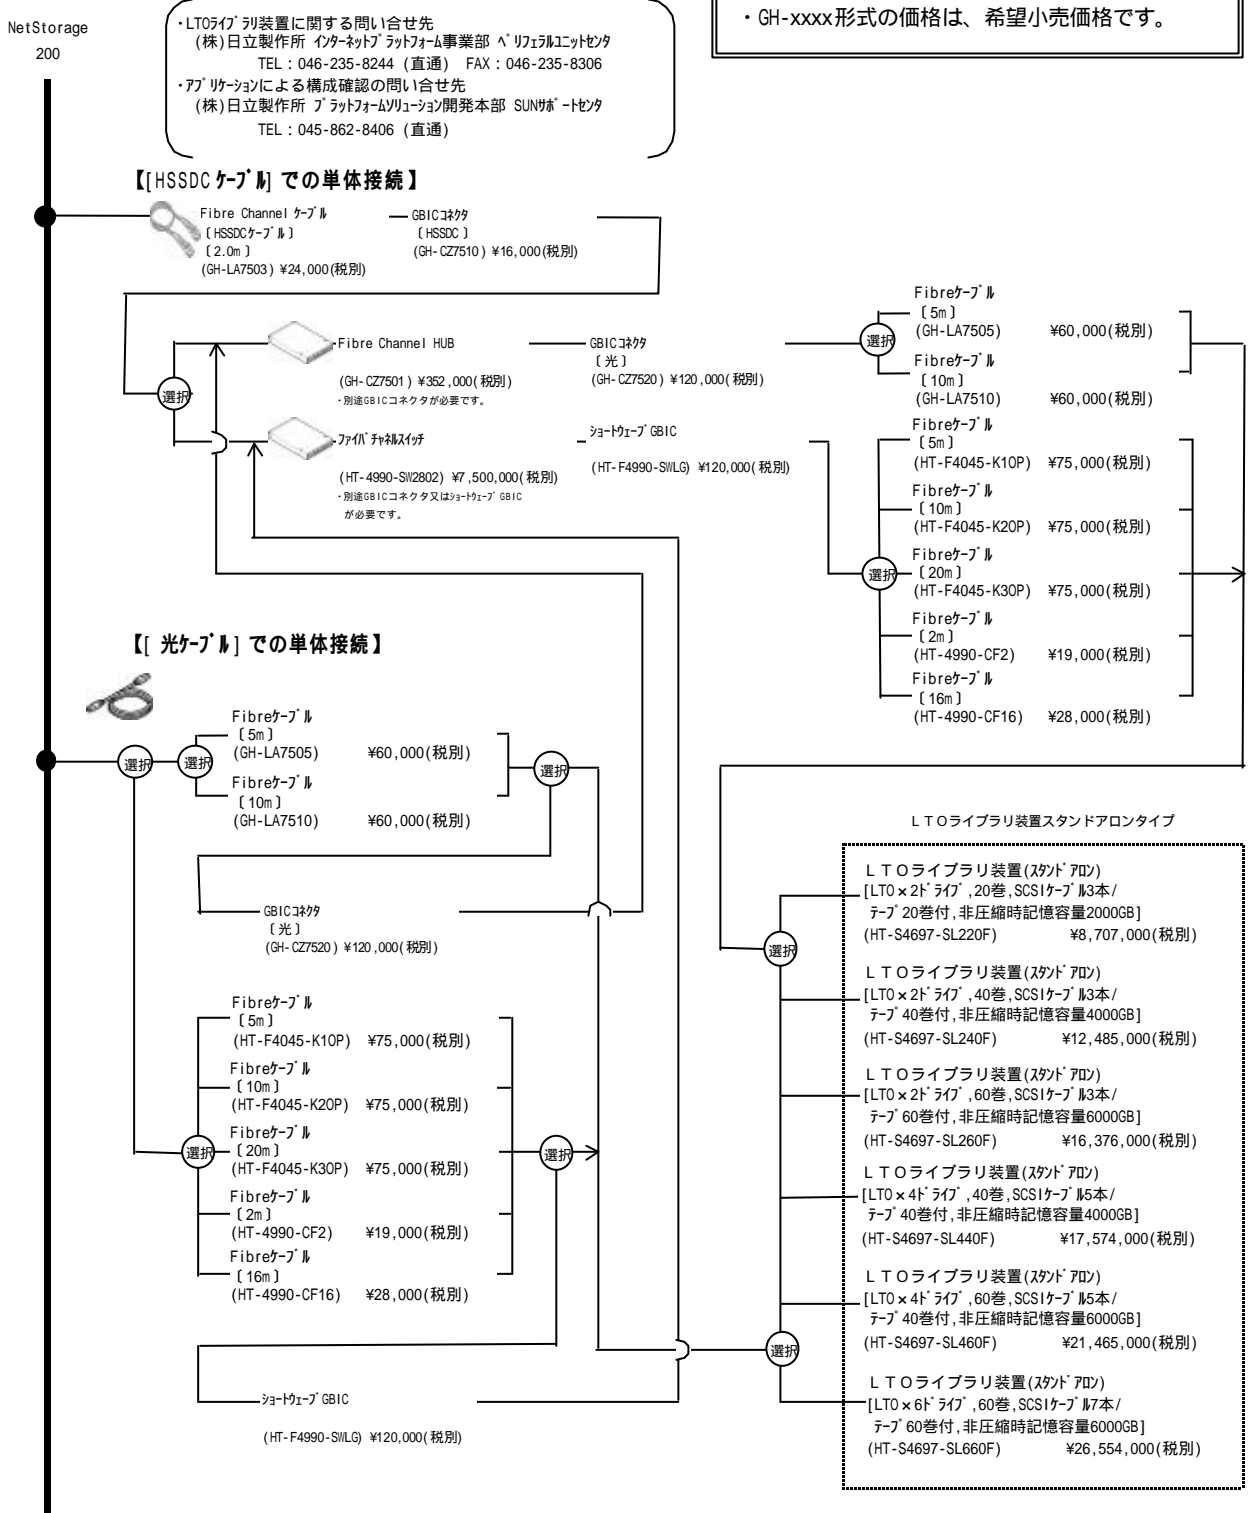 NetStorage
200
・LTOライブラリ装置に関する問い合せ先
(株)日立製作所 インターネットプラットフォーム事業部 ペリフェラルユニットセンタ
TEL：046-235-8244 (直通) FAX：046-235-8306
・アプリケーションによる構成確認の問い合せ先
(株)日立製作所 プラットフォームソリューション開発本部 SUNサポートセンタ
TEL：045-862-8406 (直通)
・GH-xxxx形式の価格は、希望小売価格です。
【[HSSDCケーブル] での単体接続】
Fibre Channel ケーブル
〔HSSDCケーブル〕
〔2.0m〕
(GH-LA7503) ¥24,000(税別)
GBICコネクタ
〔HSSDC〕
(GH-CZ7510) ¥16,000(税別)
選択
Fibre Channel HUB
(GH-CZ7501) ¥352,000(税別)
・別途GBICコネクタが必要です。
GBICコネクタ
〔光〕
(GH-CZ7520) ¥120,000(税別)
ファイバチャネルスイッチ
(HT-4990-SW2802) ¥7,500,000(税別)
・別途GBICコネクタ又はショートウェーブGBIC
が必要です。
ショートウェーブGBIC
(HT-F4990-SWLG) ¥120,000(税別)
選択
Fibreケーブル
〔5m〕
(GH-LA7505) ¥60,000(税別)
Fibreケーブル
〔10m〕
(GH-LA7510) ¥60,000(税別)
選択
Fibreケーブル
〔5m〕
(HT-F4045-K10P) ¥75,000(税別)
Fibreケーブル
〔10m〕
(HT-F4045-K20P) ¥75,000(税別)
Fibreケーブル
〔20m〕
(HT-F4045-K30P) ¥75,000(税別)
Fibreケーブル
〔2m〕
(HT-4990-CF2) ¥19,000(税別)
Fibreケーブル
〔16m〕
(HT-4990-CF16) ¥28,000(税別)
【[ 光ケーブル] での単体接続】
選択
選択
Fibreケーブル
〔5m〕
(GH-LA7505) ¥60,000(税別)
Fibreケーブル
〔10m〕
(GH-LA7510) ¥60,000(税別)
選択
GBICコネクタ
〔光〕
(GH-CZ7520) ¥120,000(税別)
選択
Fibreケーブル
〔5m〕
(HT-F4045-K10P) ¥75,000(税別)
Fibreケーブル
〔10m〕
(HT-F4045-K20P) ¥75,000(税別)
Fibreケーブル
〔20m〕
(HT-F4045-K30P) ¥75,000(税別)
Fibreケーブル
〔2m〕
(HT-4990-CF2) ¥19,000(税別)
Fibreケーブル
〔16m〕
(HT-4990-CF16) ¥28,000(税別)
選択
ショートウェーブGBIC
(HT-F4990-SWLG) ¥120,000(税別)
ＬＴＯライブラリ装置スタンドアロンタイプ
選択
選択
ＬＴＯライブラリ装置(スタンドアロン)
[LTO×2ドライブ,20巻,SCSIケーブル3本/
テープ20巻付,非圧縮時記憶容量2000GB]
(HT-S4697-SL220F) ¥8,707,000(税別)
ＬＴＯライブラリ装置(スタンドアロン)
[LTO×2ドライブ,40巻,SCSIケーブル3本/
テープ40巻付,非圧縮時記憶容量4000GB]
(HT-S4697-SL240F) ¥12,485,000(税別)
ＬＴＯライブラリ装置(スタンドアロン)
[LTO×2ドライブ,60巻,SCSIケーブル3本/
テープ60巻付,非圧縮時記憶容量6000GB]
(HT-S4697-SL260F) ¥16,376,000(税別)
ＬＴＯライブラリ装置(スタンドアロン)
[LTO×4ドライブ,40巻,SCSIケーブル5本/
テープ40巻付,非圧縮時記憶容量4000GB]
(HT-S4697-SL440F) ¥17,574,000(税別)
ＬＴＯライブラリ装置(スタンドアロン)
[LTO×4ドライブ,60巻,SCSIケーブル5本/
テープ40巻付,非圧縮時記憶容量6000GB]
(HT-S4697-SL460F) ¥21,465,000(税別)
ＬＴＯライブラリ装置(スタンドアロン)
[LTO×6ドライブ,60巻,SCSIケーブル7本/
テープ60巻付,非圧縮時記憶容量6000GB]
(HT-S4697-SL660F) ¥26,554,000(税別)